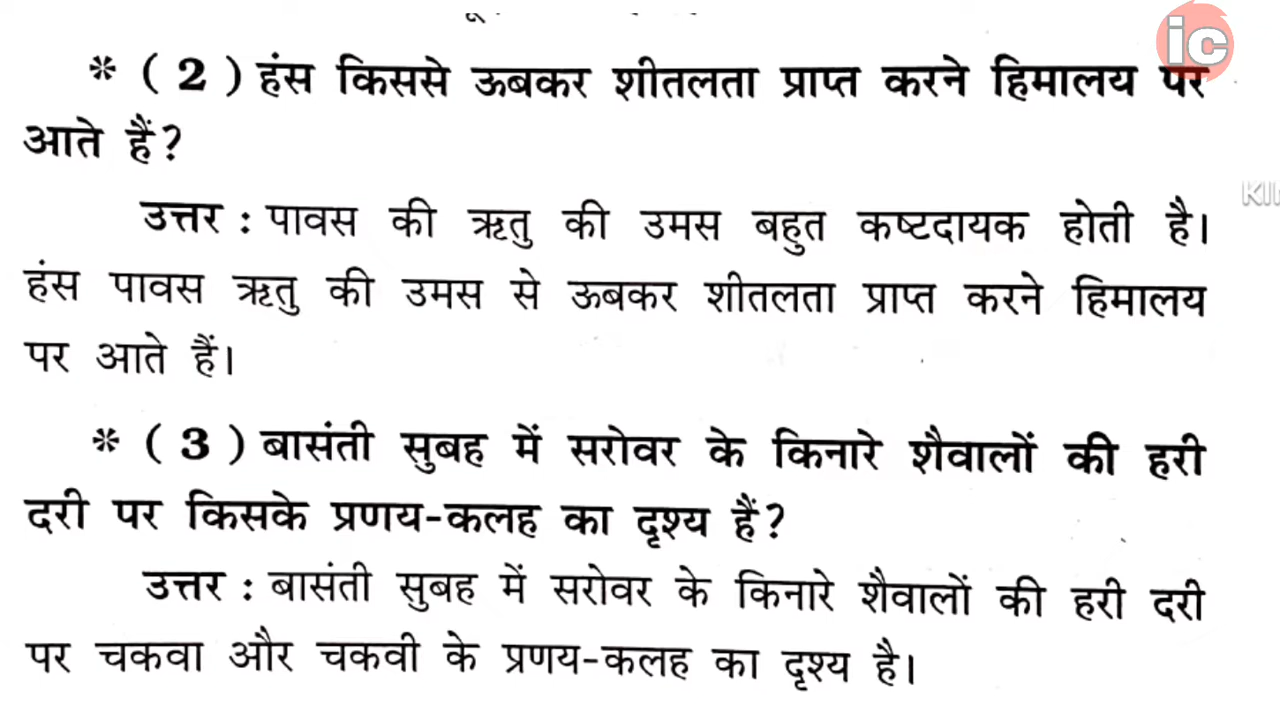 ic
* ( 2 ) हंस किससे ऊबकर शीतलता प्राप्त करने हिमालय पर
आते हैं?
KI
उत्तर : पावस की ऋतु की उमस बहुत कष्टदायक होती है।
हंस पावस ऋतु की उमस से ऊबकर शीतलता प्राप्त करने हिमालय
पर आते हैं।
* ( 3 ) बासंती सुबह में सरोवर के किनारे शैवालों की हरी
दरी पर किसके प्रणय-कलह का दृश्य हैं?
उत्तर : बासंती सुबह में सरोवर के किनारे शैवालों की हरी दरी
पर चकवा और चकवी के प्रणय-कलह का दृश्य है।